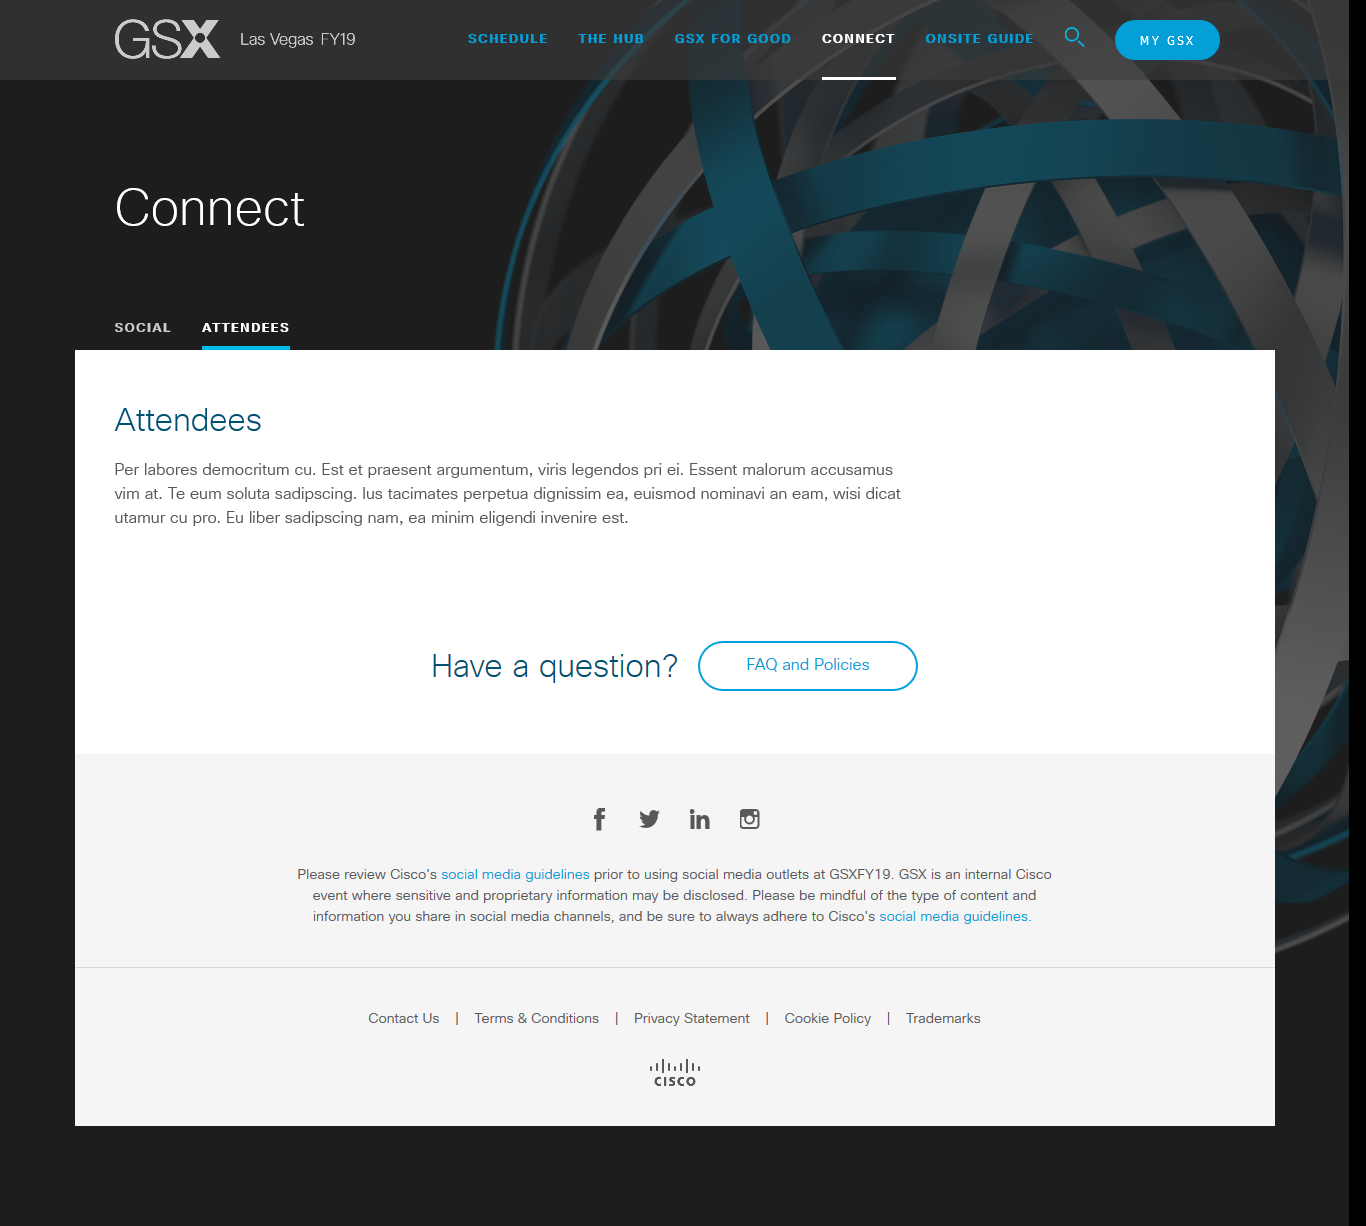 GSX Las Vegas FY19 SCHEDULE THE HUB GSX FOR GOOD CONNECT ONSITE GUIDE MY GSX
Connect
SOCIAL ATTENDEES
Attendees
Per labores democritum cu. Est et praesent argumentum, viris legendos pri ei. Essent malorum accusamus
vim at. Te eum soluta sadipscing. Ius tacimates perpetua dignissim ea, euismod nominavi an eam, wisi dicat
utamur cu pro. Eu liber sadipscing nam, ea minim eligendi invenire est.
Have a question? FAQ and Policies
Please review Cisco's social media guidelines prior to using social media outlets at GSXFY19. GSX is an internal Cisco
event where sensitive and proprietary information may be disclosed. Please be mindful of the type of content and
information you share in social media channels, and be sure to always adhere to Cisco's social media guidelines.
Contact Us | Terms & Conditions | Privacy Statement | Cookie Policy | Trademarks
CISCO